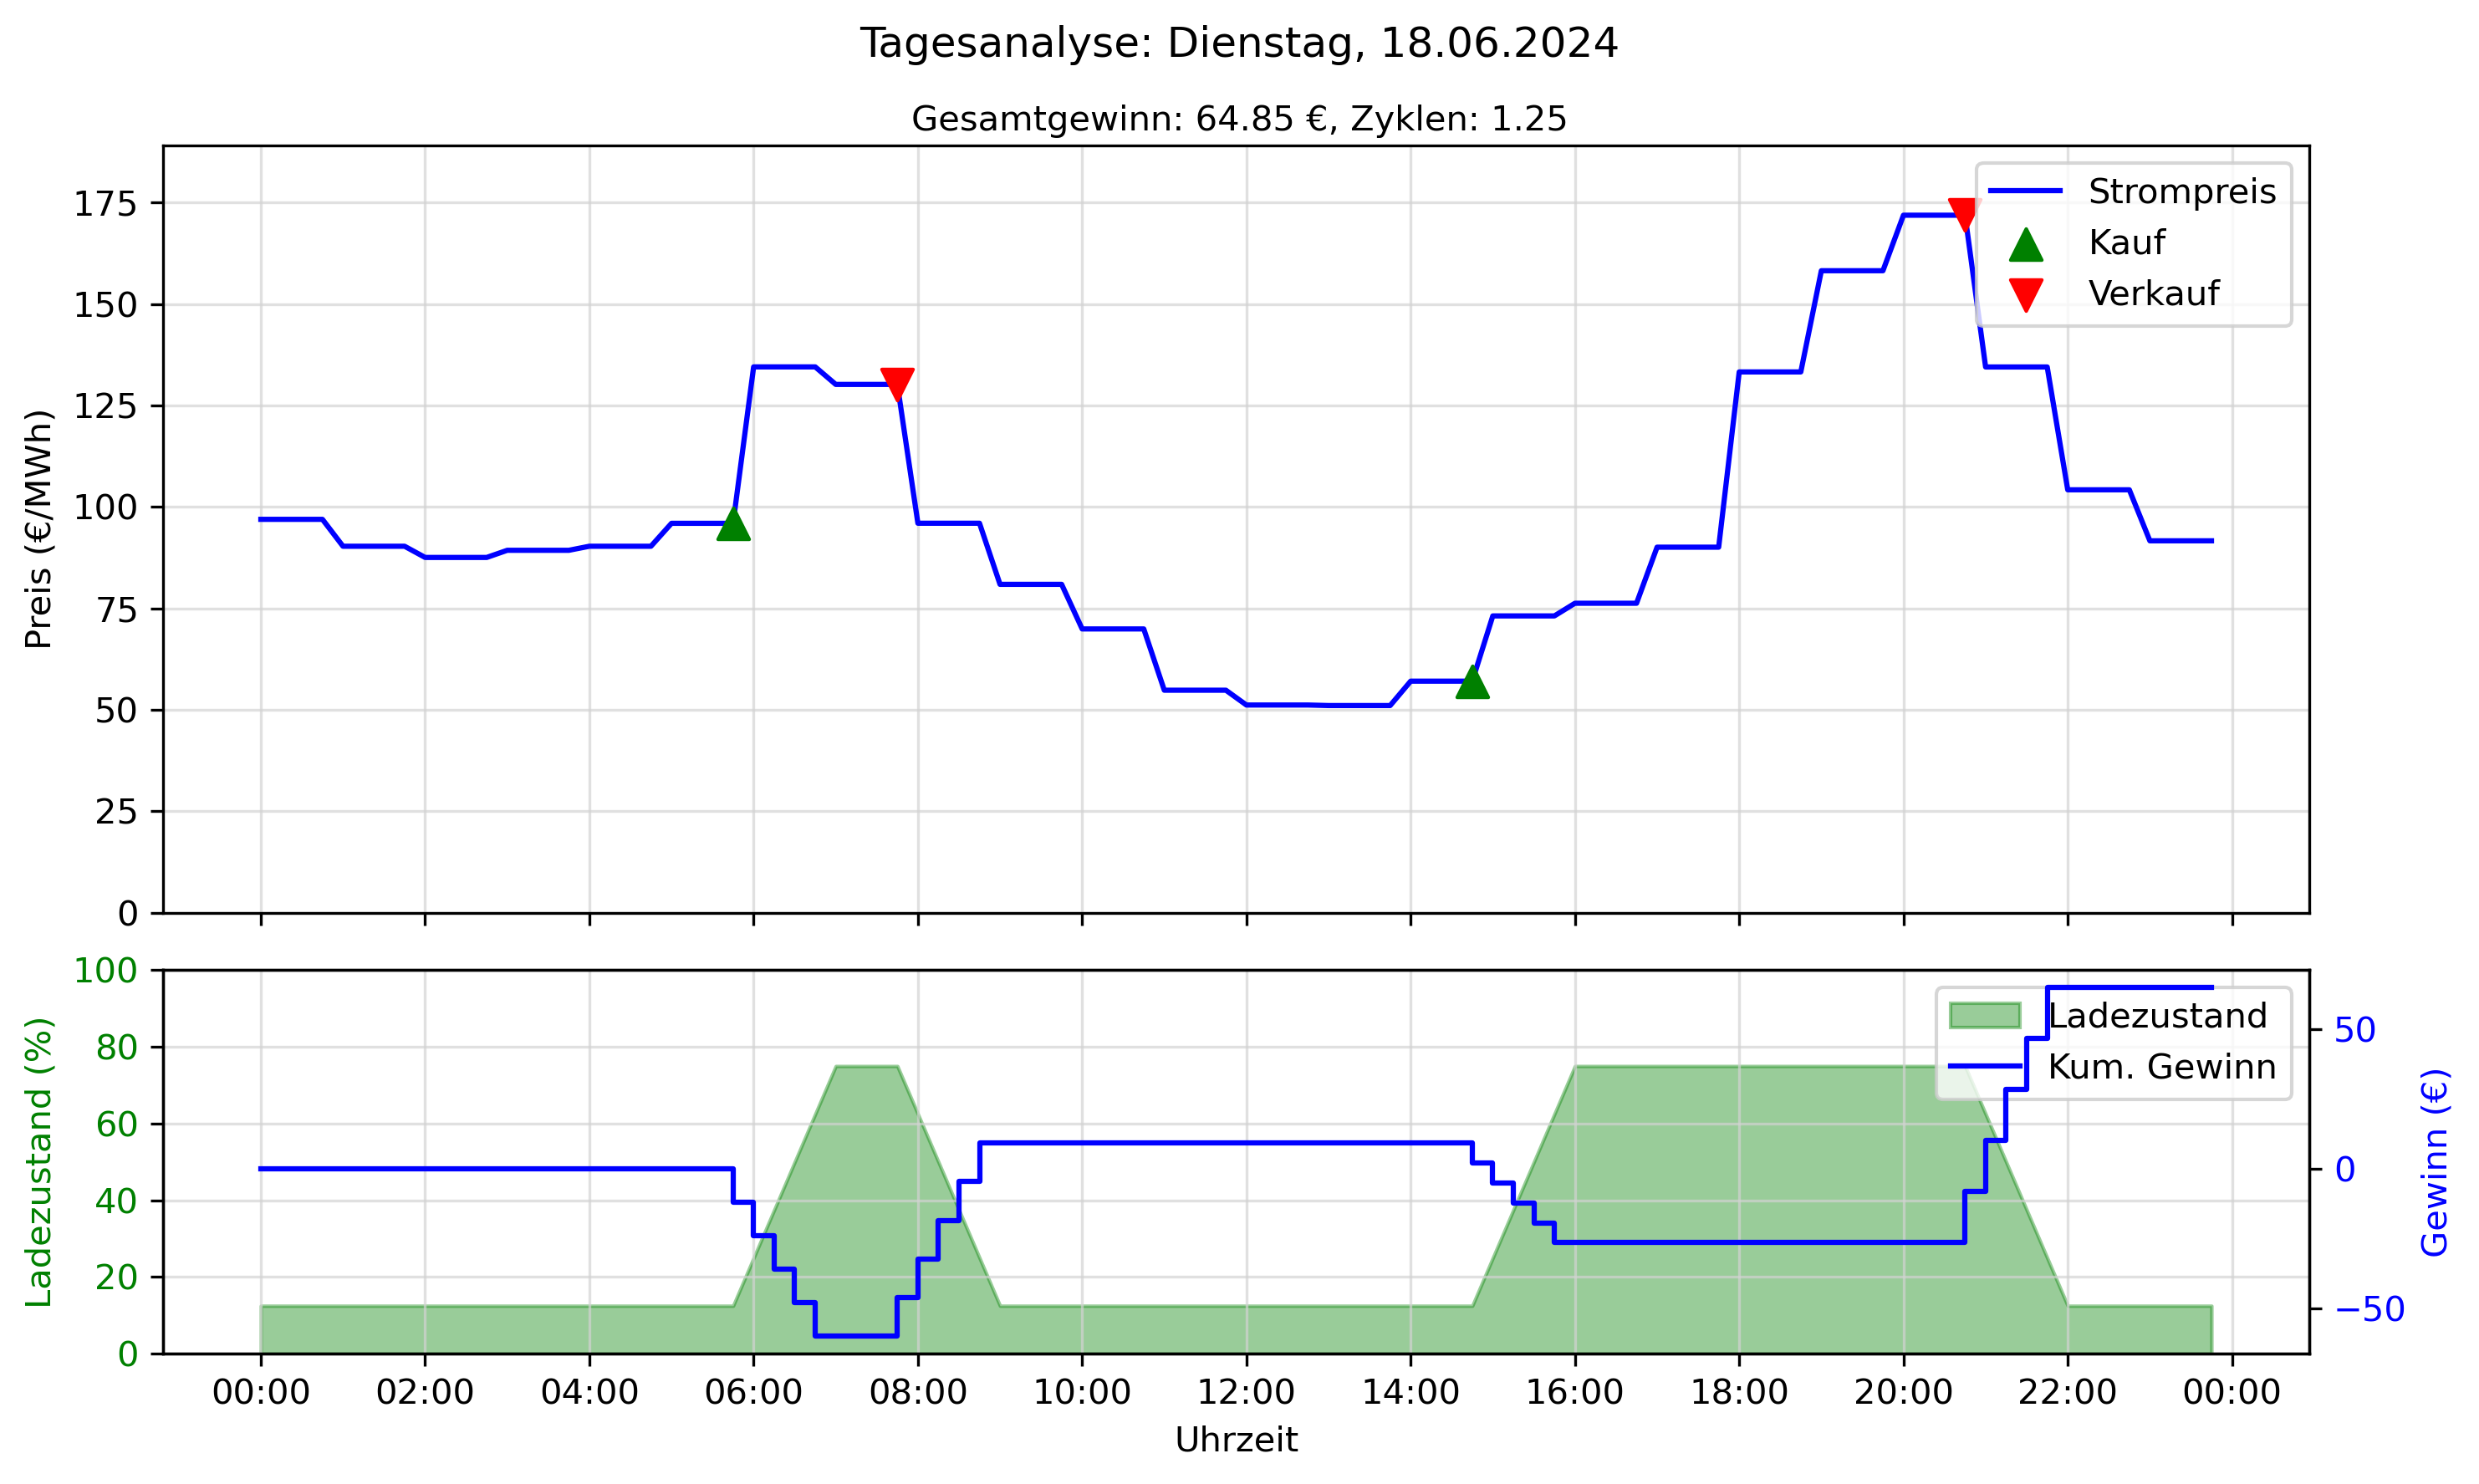 Tagesanalyse: Dienstag, 18.06.2024
Gesamtgewinn: 64.85 €, Zyklen: 1.25
Preis (€/MWh)
175
150
125
100
75
50
25
0
Strompreis
Kauf
Verkauf
Ladezustand (%)
100
80
60
40
20
0
Ladezustand
Kum. Gewinn
50
0
−50
Gewinn (€)
00:00 02:00 04:00 06:00 08:00 10:00 12:00 14:00 16:00 18:00 20:00 22:00 00:00
Uhrzeit